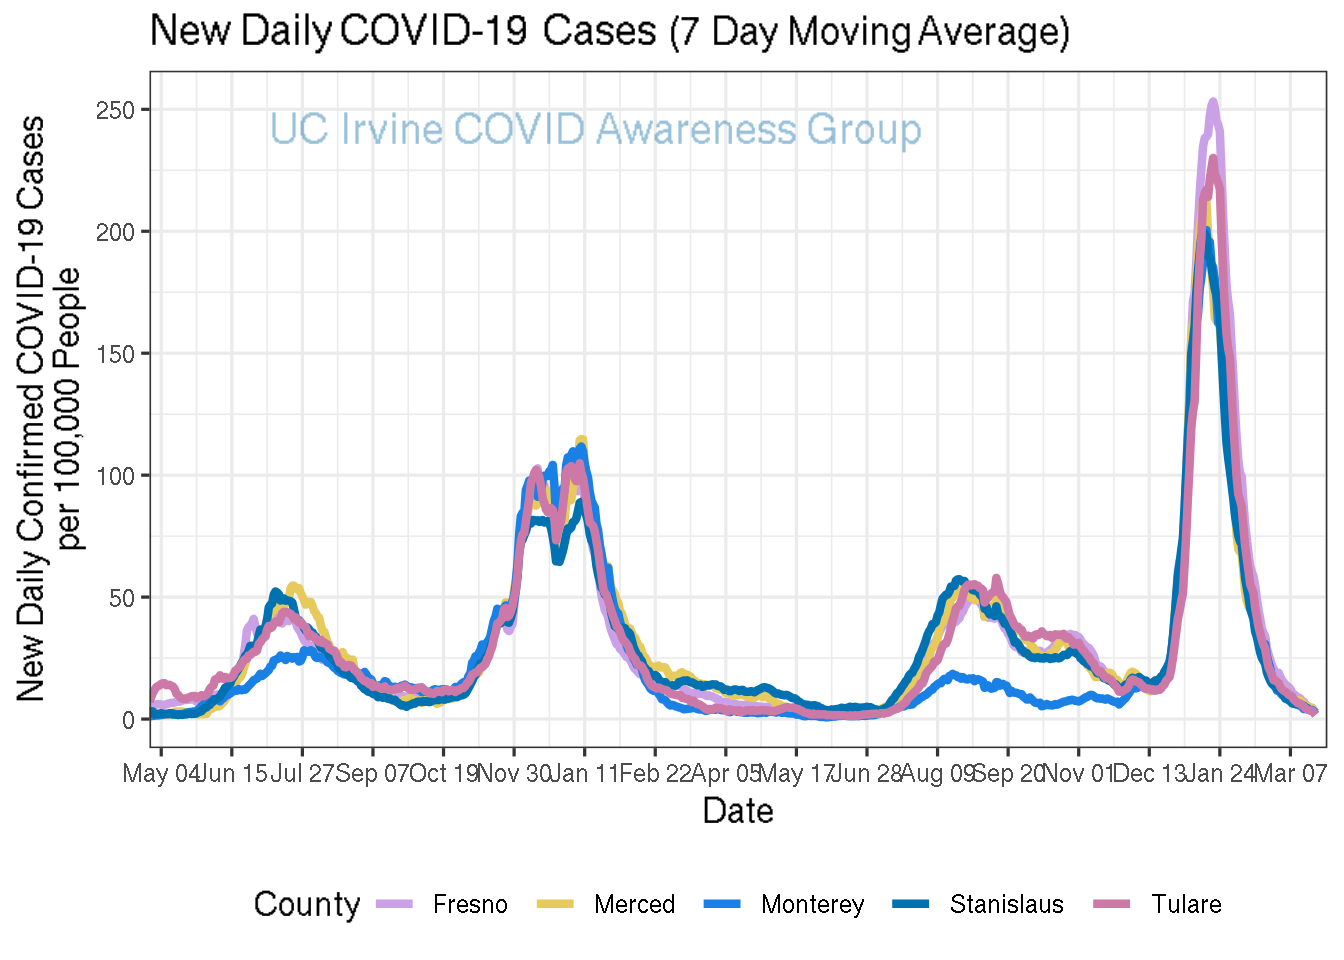 New Daily COVID-19 Cases (7 Day Moving Average)
UC Irvine COVID Awareness Group
New Daily Confirmed COVID-19 Cases
per 100,000 People
250
200
150
100
50
0
May 04 Jun 15 Jul 27 Sep 07 Oct 19 Nov 30 Jan 11 Feb 22 Apr 05 May 17 Jun 28 Aug 09 Sep 20 Nov 01 Dec 13 Jan 24 Mar 07
Date
County Fresno Merced Monterey Stanislaus Tulare